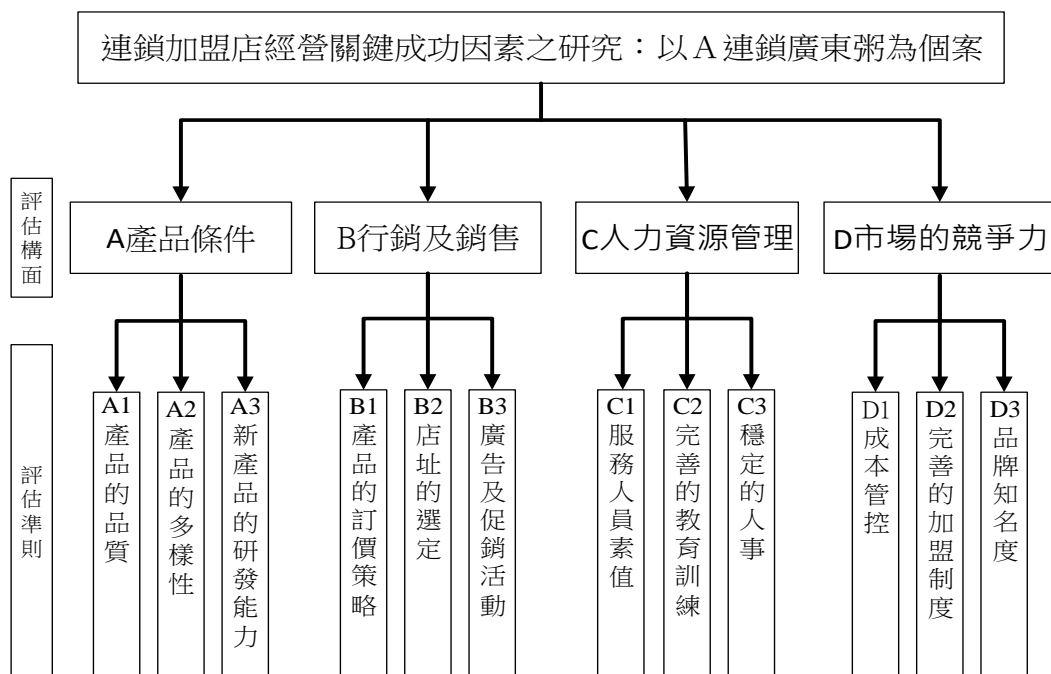 連鎖加盟店經營關鍵成功因素之研究：以A連鎖廣東粥為個案
評估構面
A產品條件
B行銷及銷售
C人力資源管理
D市場的競爭力
評估準則
A1產品的品質
A2產品的多樣性
A3新產品的研發能力
B1產品的訂價策略
B2店址的選定
B3廣告及促銷活動
C1服務人員素值
C2完善的教育訓練
C3穩定的人事
D1成本管控
D2完善的加盟制度
D3品牌知名度